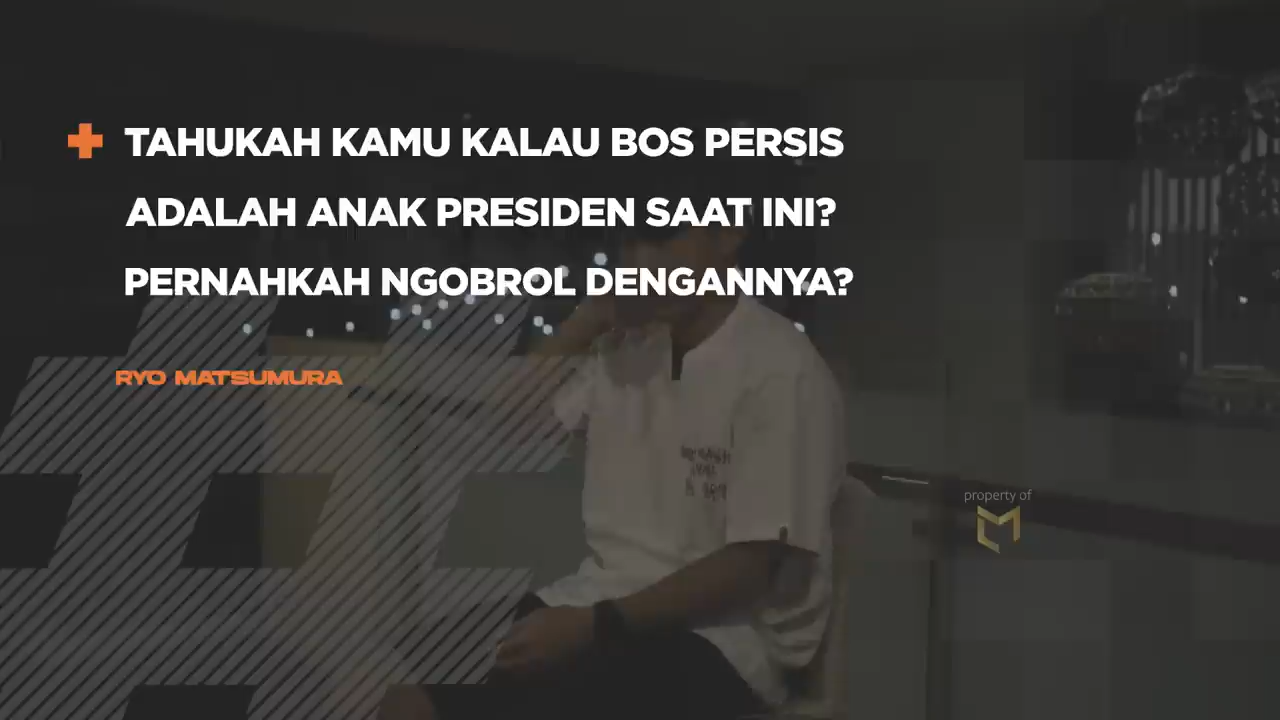 TAHUKAH KAMU KALAU BOS PERSIS
ADALAH ANAK PRESIDEN SAAT INI?
PERNAHKAH NGOBROL DENGANNYA?
RYO MATSUMURA
property of